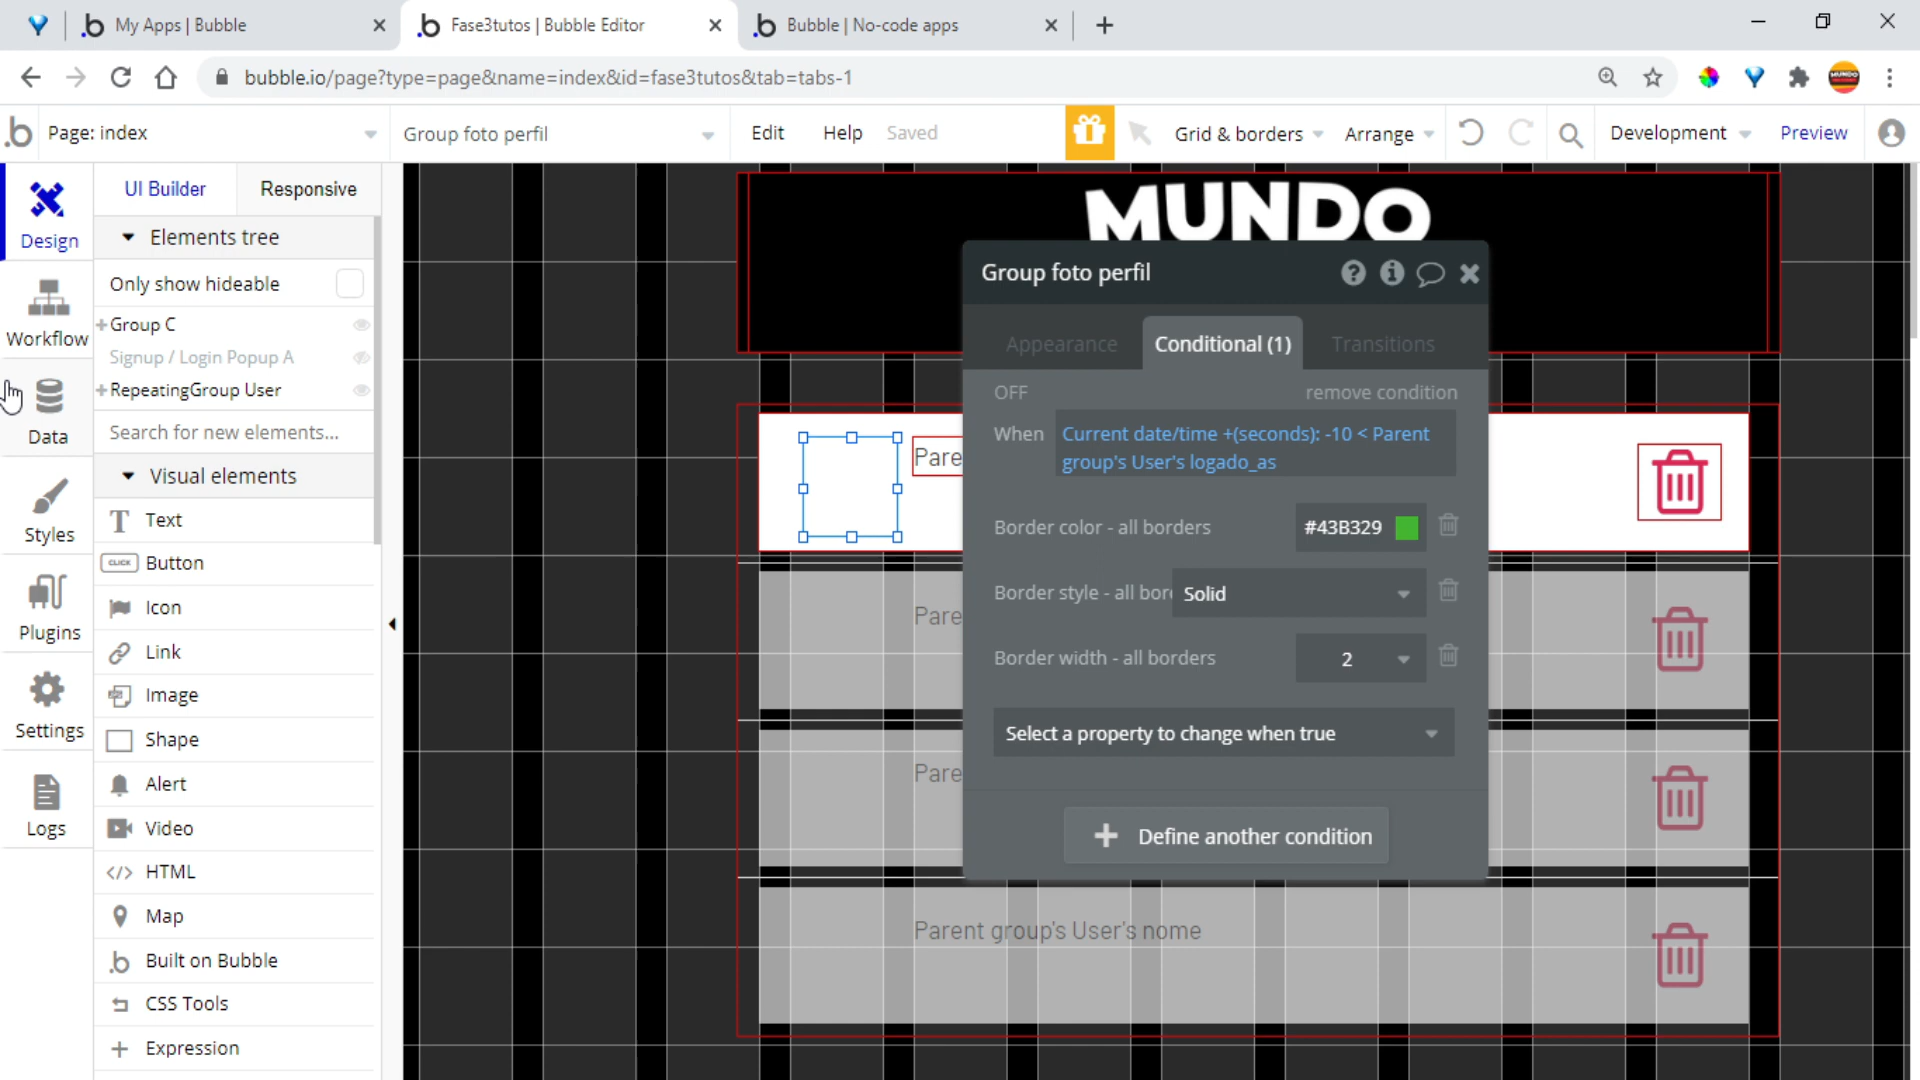 My Apps | Bubble
Fase3tutos | Bubble Editor
Bubble | No-code apps
bubble.io/page?type=page&name=index&id=fase3tutos&tab=tabs-1
MUNDO
Page: index
Group foto perfil
Edit
Help
Saved
Grid & borders
Arrange
Development
Preview
Design
Workflow
Data
Styles
Plugins
Settings
Logs
UI Builder
Responsive
Elements tree
Only show hideable
Group C
Signup / Login Popup A
RepeatingGroup User
Search for new elements...
Visual elements
Text
CLICK
Button
Icon
Link
Image
Shape
Alert
Video
HTML
Map
Built on Bubble
CSS Tools
Expression
MUNDO
Group foto perfil
Appearance
Conditional (1)
Transitions
OFF
remove condition
When
Current date/time +(seconds): -10 < Parent
group's User's logado_as
Border color - all borders
#43B329
Border style - all bor
Solid
Border width - all borders
2
Select a property to change when true
Define another condition
Pare
Pare
Pare
Parent group's User's nome